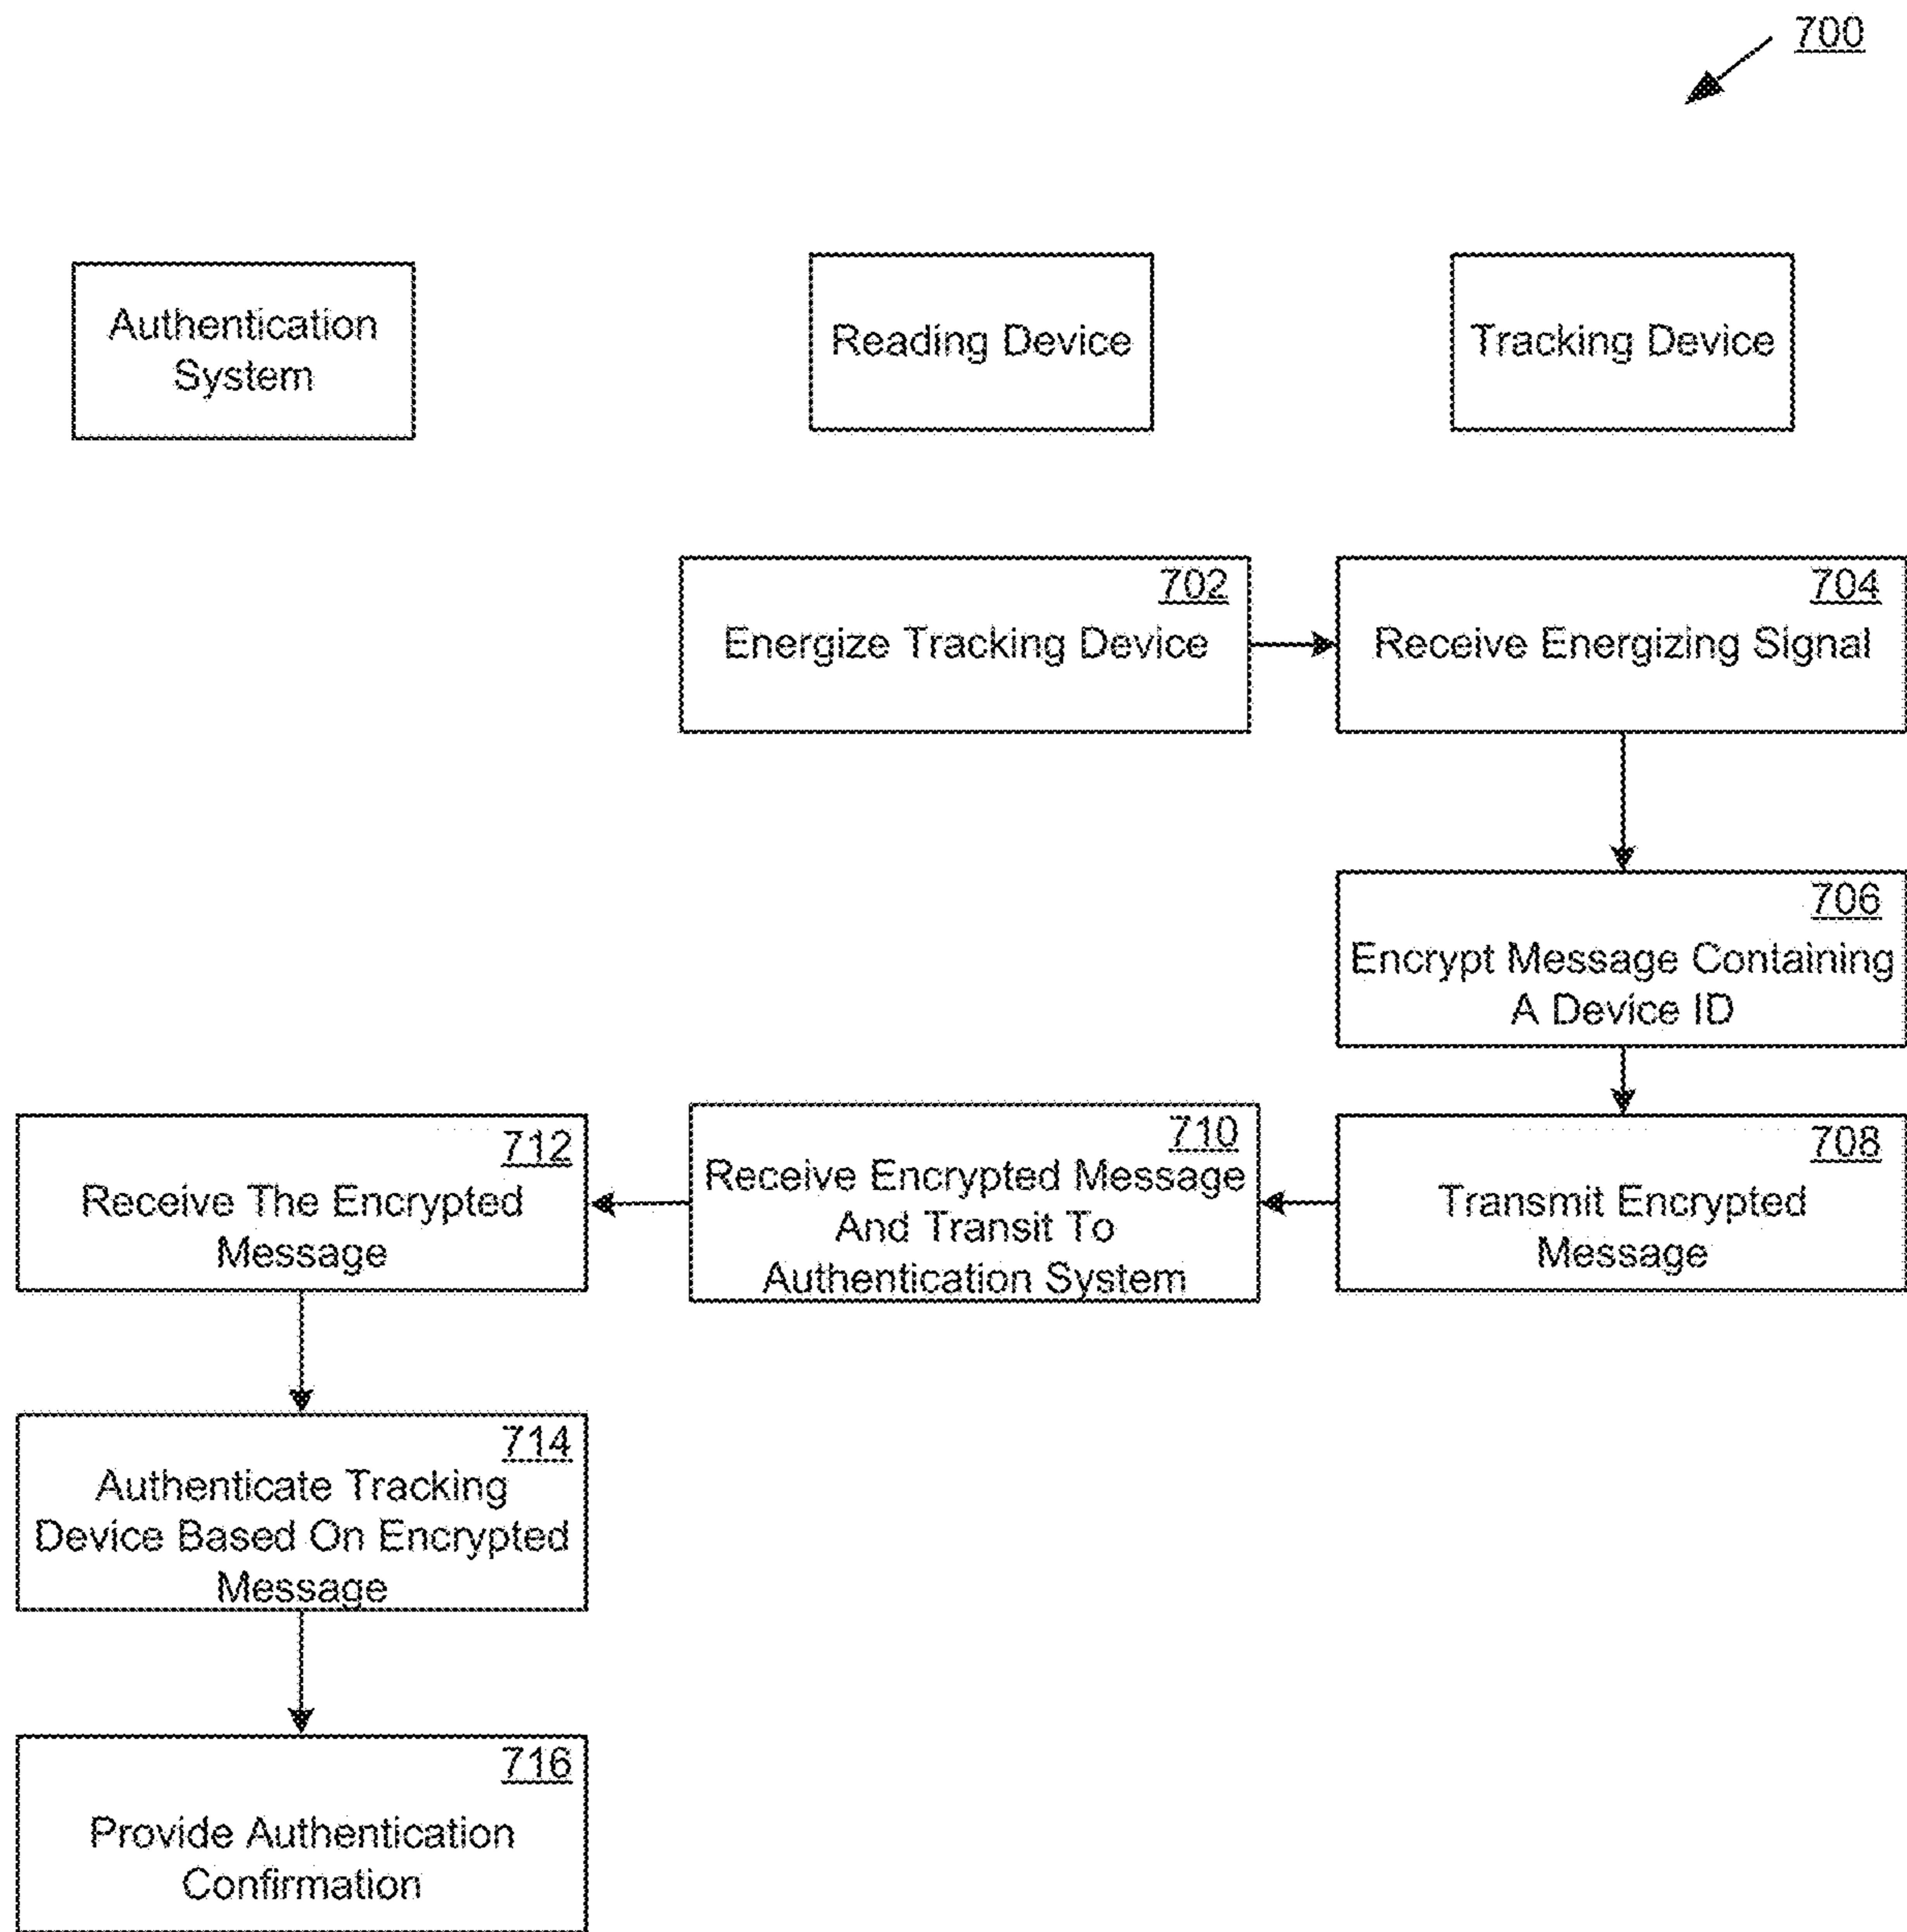 700
Authentication
System
Reading Device
Tracking Device
702
Energize Tracking Device
704
Receive Energizing Signal
706
Encrypt Message Containing
A Device ID
708
Transmit Encrypted
Message
710
Receive Encrypted Message
And Transit To
Authentication System
712
Receive The Encrypted
Message
714
Authenticate Tracking
Device Based On Encrypted
Message
716
Provide Authentication
Confirmation